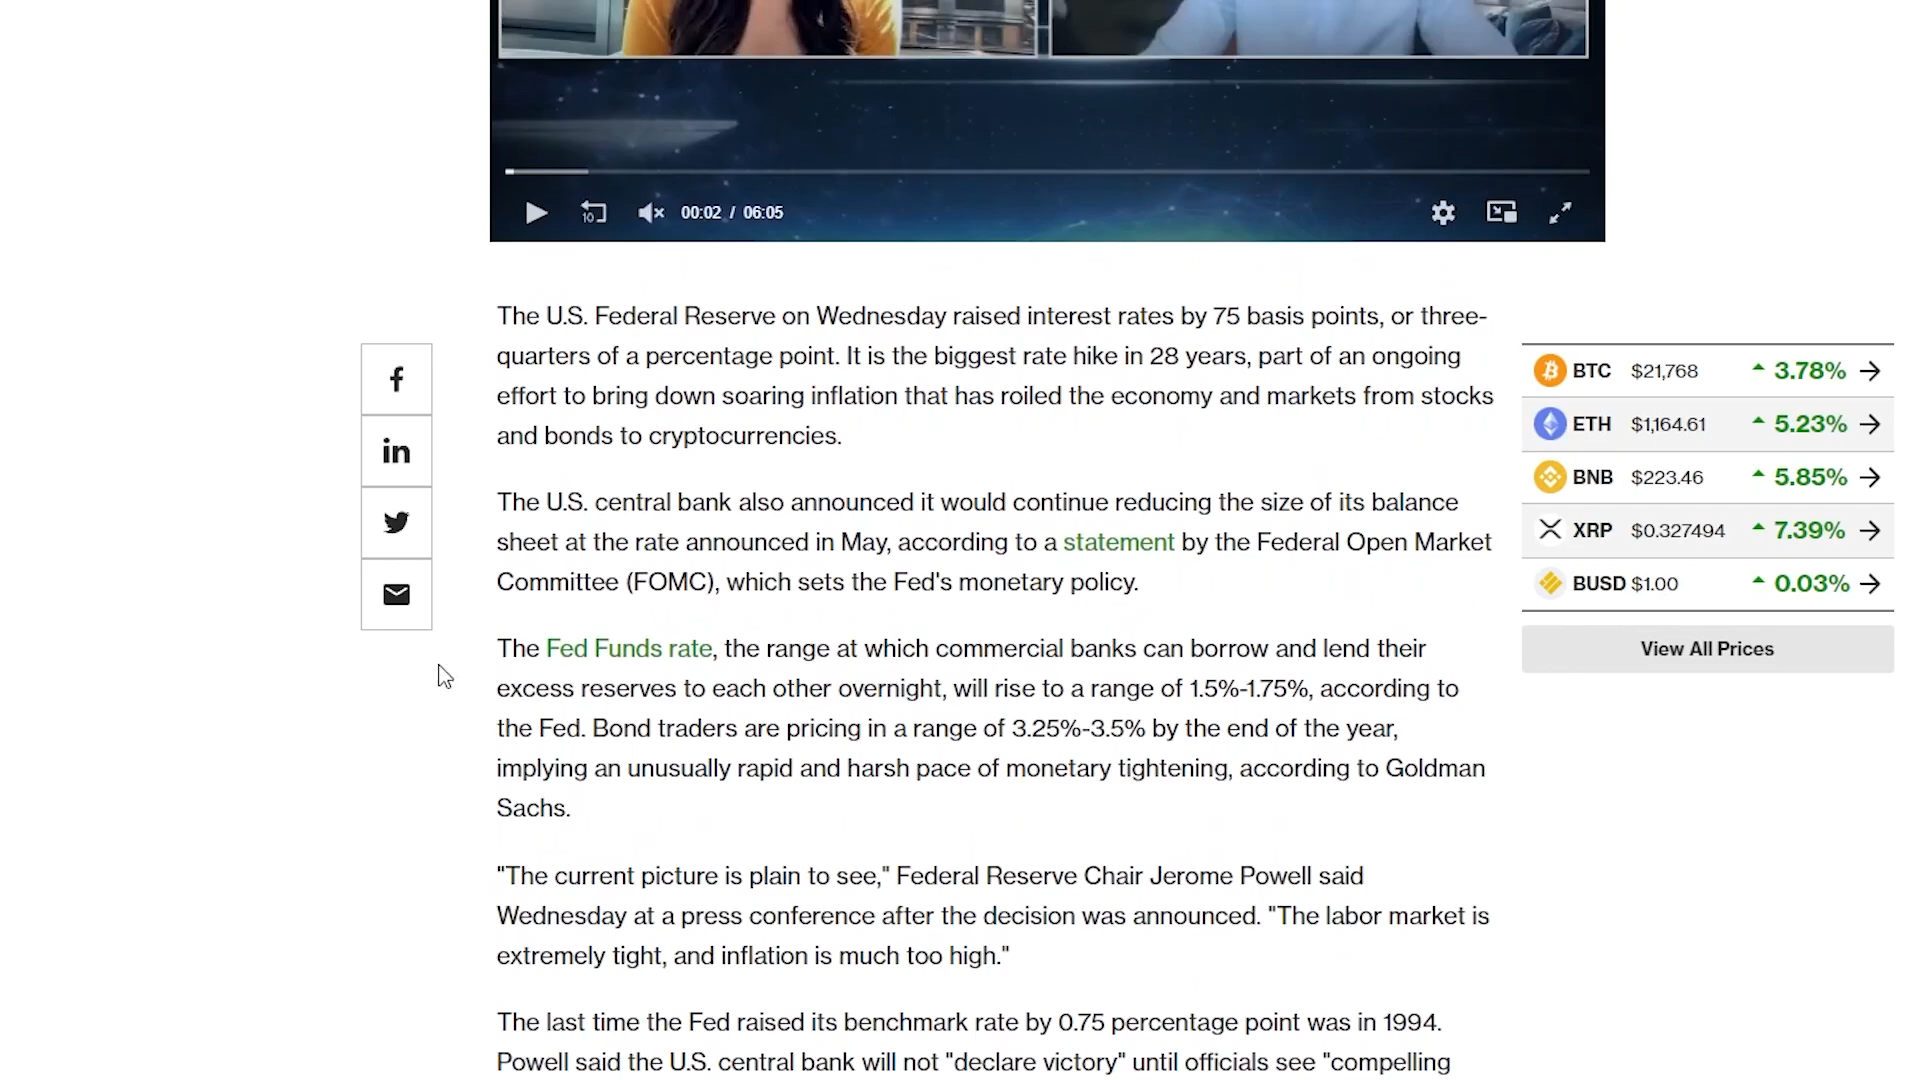 10
00:02 / 06:05
The U.S. Federal Reserve on Wednesday raised interest rates by 75 basis points, or three-
quarters of a percentage point. It is the biggest rate hike in 28 years, part of an ongoing
effort to bring down soaring inflation that has roiled the economy and markets from stocks
and bonds to cryptocurrencies.
The U.S. central bank also announced it would continue reducing the size of its balance
sheet at the rate announced in May, according to a statement by the Federal Open Market
Committee (FOMC), which sets the Fed's monetary policy.
The Fed Funds rate, the range at which commercial banks can borrow and lend their
excess reserves to each other overnight, will rise to a range of 1.5%-1.75%, according to
the Fed. Bond traders are pricing in a range of 3.25%-3.5% by the end of the year,
implying an unusually rapid and harsh pace of monetary tightening, according to Goldman
Sachs.
"The current picture is plain to see," Federal Reserve Chair Jerome Powell said
Wednesday at a press conference after the decision was announced. "The labor market is
extremely tight, and inflation is much too high."
The last time the Fed raised its benchmark rate by 0.75 percentage point was in 1994.
Powell said the U.S. central bank will not "declare victory" until officials see "compelling
BTC $21,768 3.78%
ETH $1,164.61 5.23%
BNB $223.46 5.85%
XRP $0.327494 7.39%
BUSD $1.00 0.03%
View All Prices